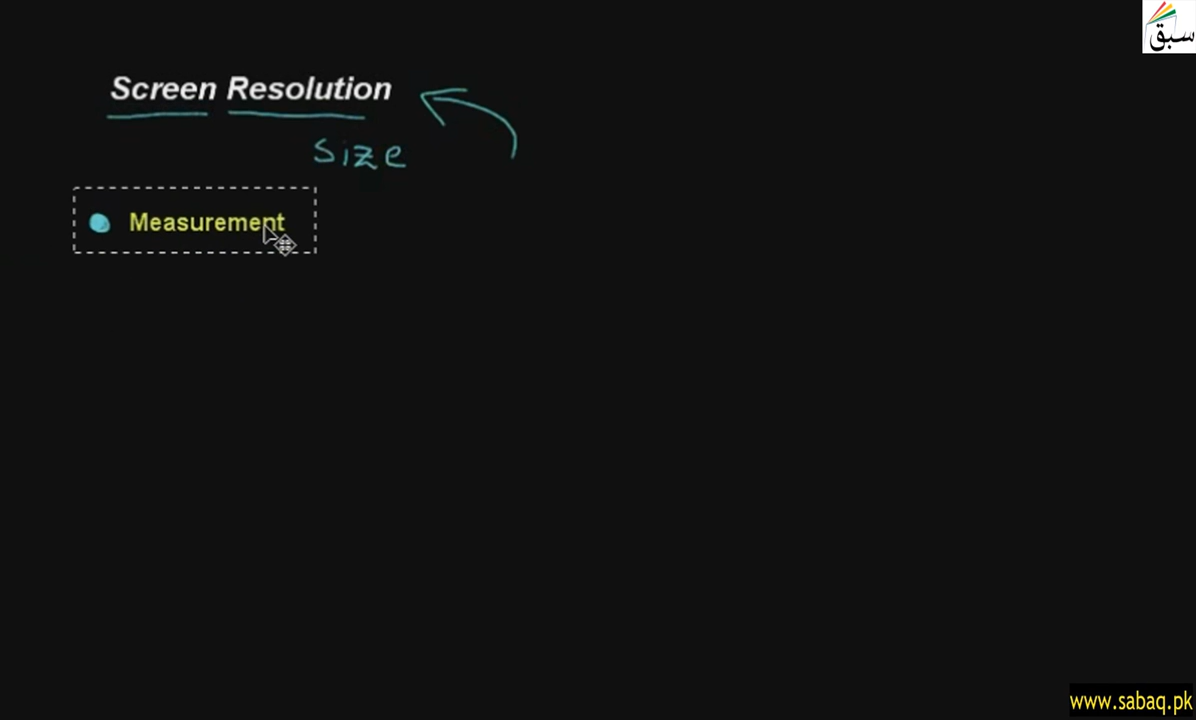 سبق
Screen Resolution
Size
Measurement
www.sabaq.pk